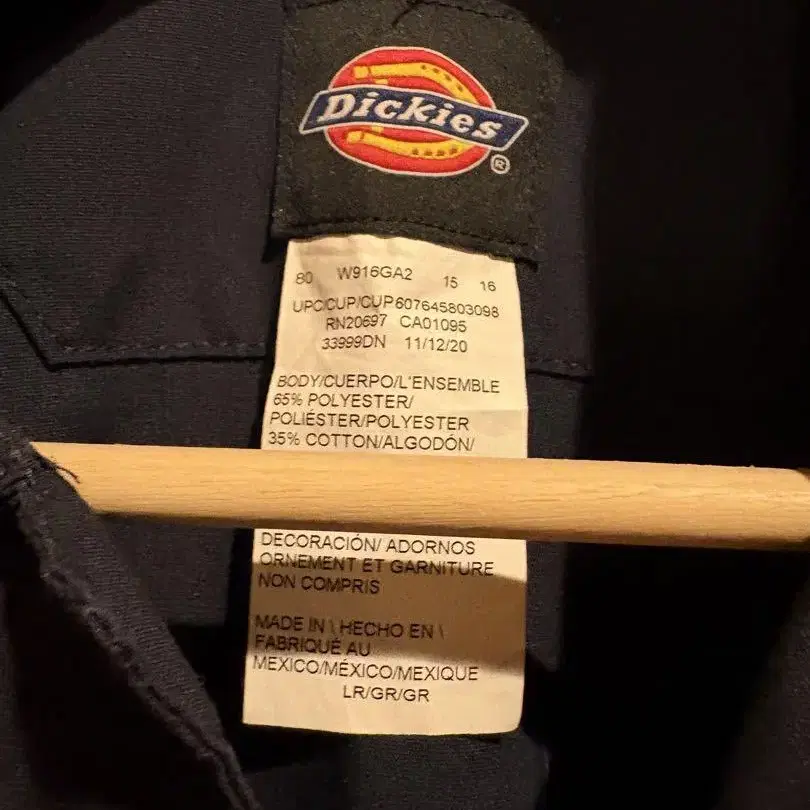 Dickies®
80 W916GA2 15 16
UPC/CUP/CUP 607645803098
RN20697 CA01095
33999DN 11/12/20
BODY/CUERPO/L'ENSEMBLE
65% POLYESTER/
POLIÉSTER/POLYESTER
35% COTTON/ALGODÓN/
DECORACIÓN/ ADORNOS
ORNEMENT ET GARNITURE
NON COMPRIS
MADE IN \ HECHO EN \
FABRIQUÉ AU
MEXICO/MÉXICO/MEXIQUE
LR/GR/GR